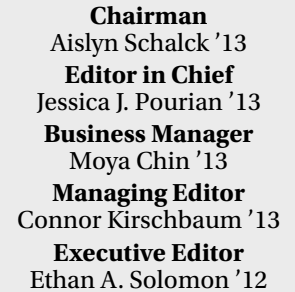 Chairman
Aislyn Schalck ’13
Editor in Chief
Jessica J. Pourian ’13
Business Manager
Moya Chin ’13
Managing Editor
Connor Kirschbaum ’13
Executive Editor
Ethan A. Solomon ’12